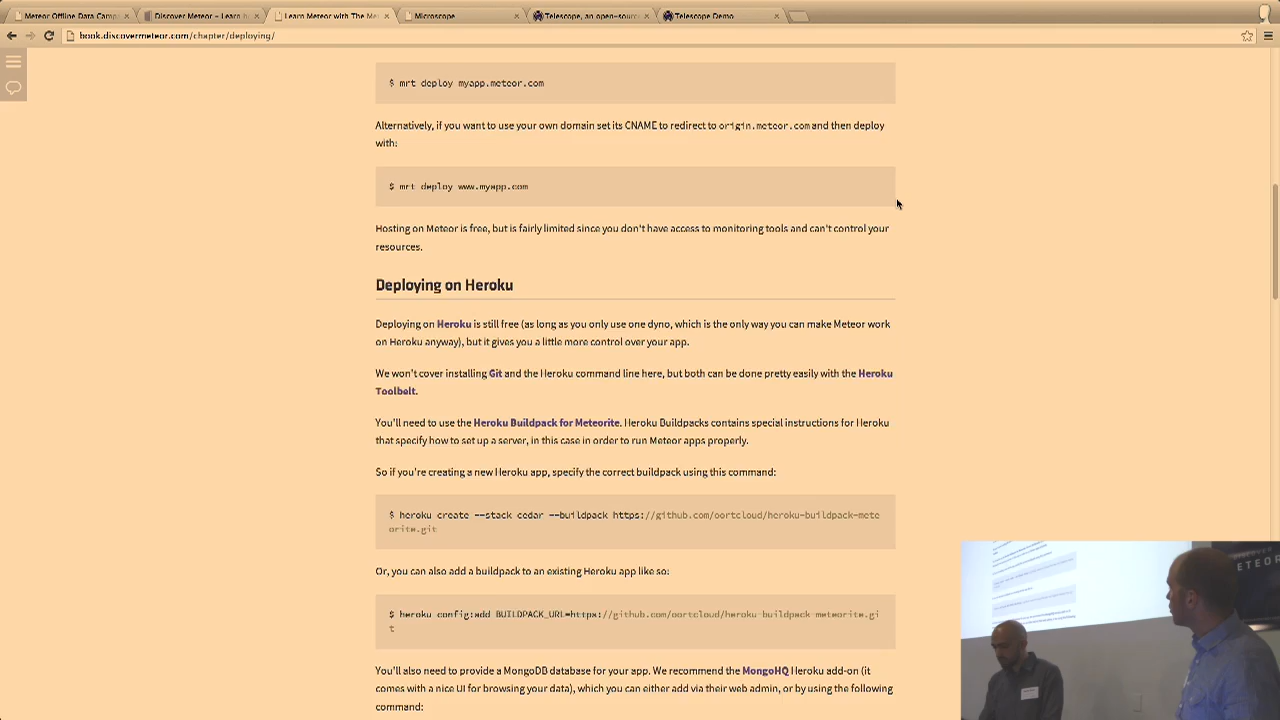 Meteor Offline Data Camp
Discover Meteor – Learn
Learn Meteor with The Me
Microscope
Telescope, an open-sour
Telescope Demo
book.discovermeteor.com/chapter/deploying/
$ mrt deploy myapp.meteor.com
Alternatively, if you want to use your own domain set its CNAME to redirect to origin.meteor.com and then deploy
with:
$ mrt deploy www.myapp.com
Hosting on Meteor is free, but is fairly limited since you don't have access to monitoring tools and can't control your
resources.
Deploying on Heroku
Deploying on Heroku is still free (as long as you only use one dyno, which is the only way you can make Meteor work
on Heroku anyway), but it gives you a little more control over your app.
We won't cover installing Git and the Heroku command line here, but both can be done pretty easily with the Heroku
Toolbelt.
You'll need to use the Heroku Buildpack for Meteorite. Heroku Buildpacks contains special instructions for Heroku
that specify how to set up a server, in this case in order to run Meteor apps properly.
So if you're creating a new Heroku app, specify the correct buildpack using this command:
$ heroku create --stack cedar --buildpack https://github.com/oortcloud/heroku-buildpack-mete
orite.git
Or, you can also add a buildpack to an existing Heroku app like so:
$ heroku config:add BUILDPACK_URL=https://github.com/oortcloud/heroku-buildpack-meteorite.gi
t
You'll also need to provide a MongoDB database for your app. We recommend the MongoHQ Heroku add-on (it
comes with a nice UI for browsing your data), which you can either add via their web admin, or by using the following
command: